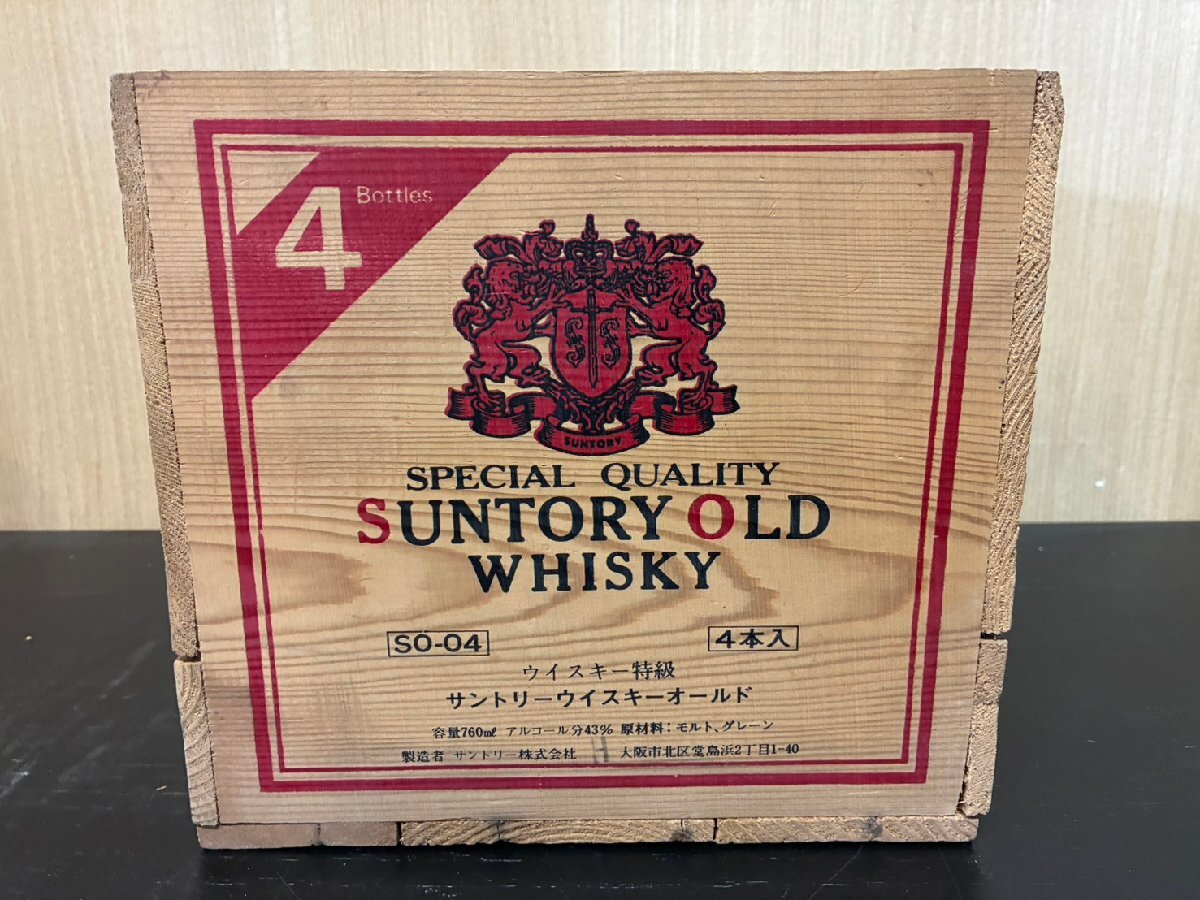 4 Bottles
SUNTORY
SPECIAL QUALITY
SUNTORY OLD
WHISKY
SO-04 4本入
ウイスキー特級
サントリーウイスキーオールド
容量760㎖ アルコール分43% 原材料:モルト、グレーン
製造者 サントリー株式会社 H 大阪市北区堂島浜2丁目1-40